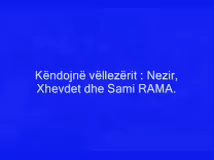 Këndojnë vëllezërit : Nezir,
Xhevdet dhe Sami RAMA.